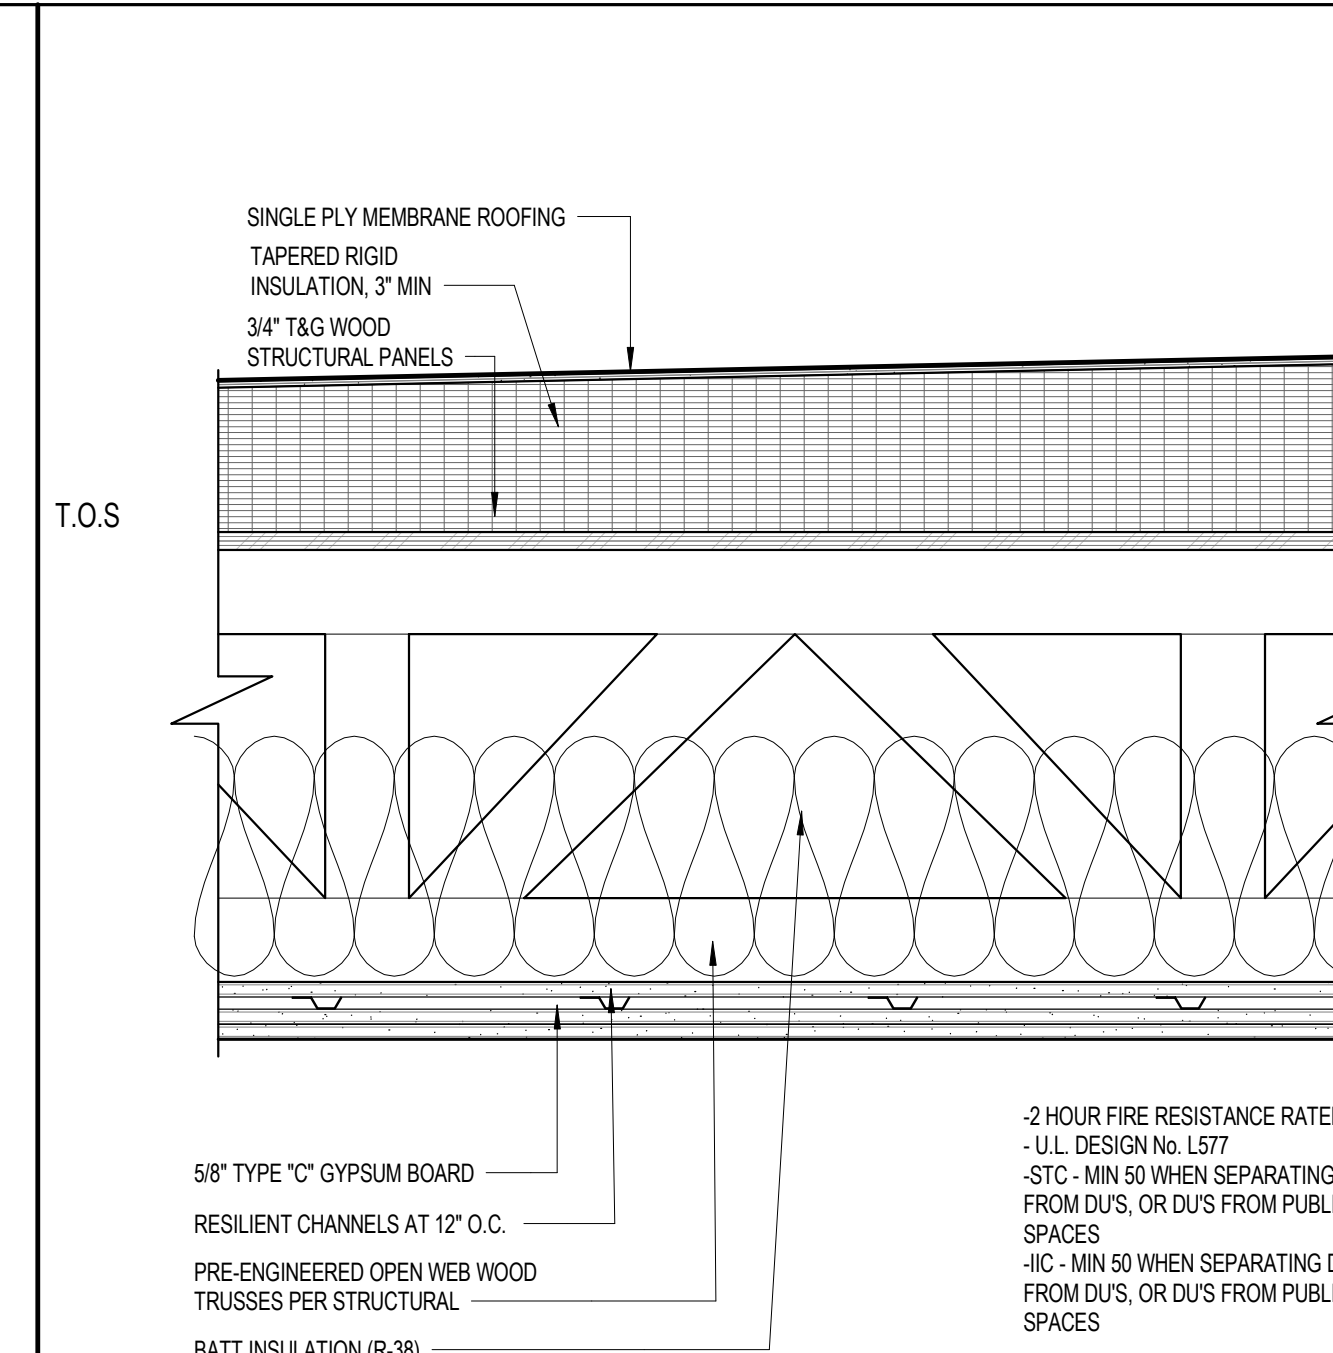 SINGLE PLY MEMBRANE ROOFING
TAPERED RIGID
INSULATION, 3" MIN
3/4" T&G WOOD
STRUCTURAL PANELS
T.O.S
5/8" TYPE "C" GYPSUM BOARD
RESILIENT CHANNELS AT 12" O.C.
PRE-ENGINEERED OPEN WEB WOOD
TRUSSES PER STRUCTURAL
BATT INSULATION (R-38)
-2 HOUR FIRE RESISTANCE
- U.L. DESIGN No. L577
-STC - MIN 50 WHEN SEPARATING
FROM DU'S, OR DU'S FROM
SPACES
-IIC - MIN 50 WHEN SEPARATING
FROM DU'S, OR DU'S FROM
SPACES